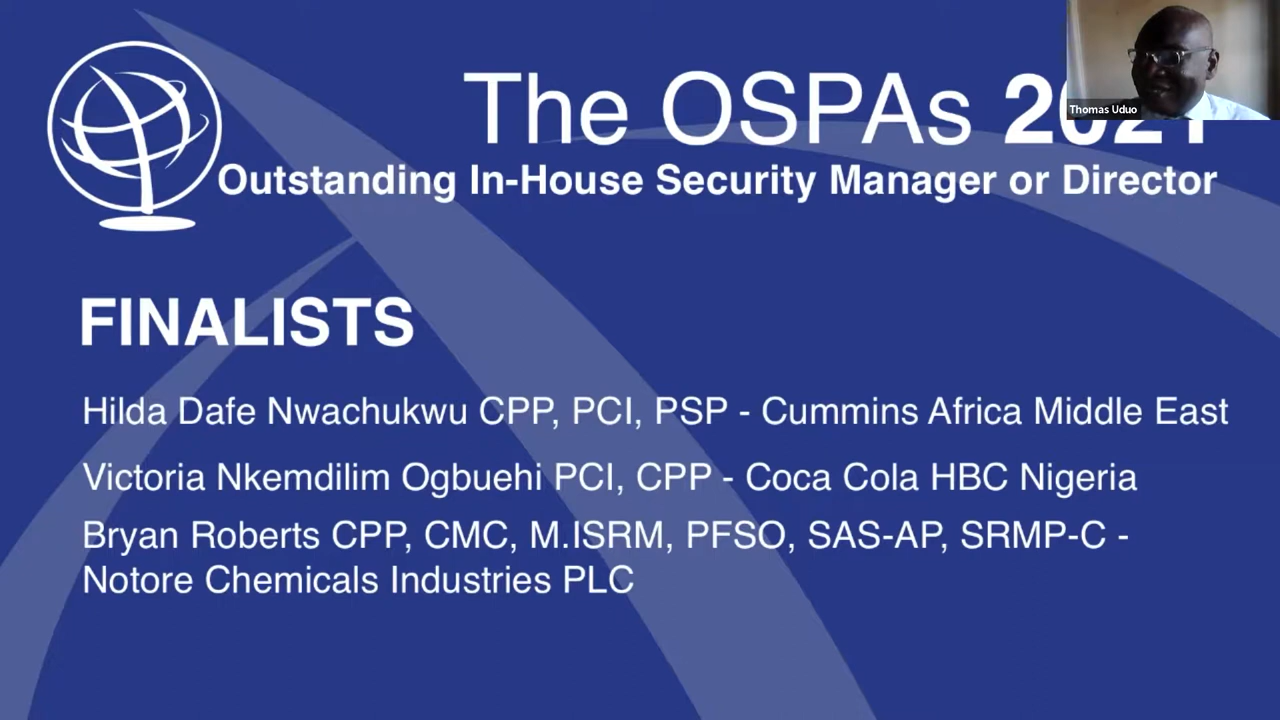 The OSPAs 2021
Thomas Uduo
Outstanding In-House Security Manager or Director
FINALISTS
Hilda Dafe Nwachukwu CPP, PCI, PSP - Cummins Africa Middle East
Victoria Nkemdilim Ogbuehi PCI, CPP - Coca Cola HBC Nigeria
Bryan Roberts CPP, CMC, M.ISRM, PFSO, SAS-AP, SRMP-C -
Notore Chemicals Industries PLC